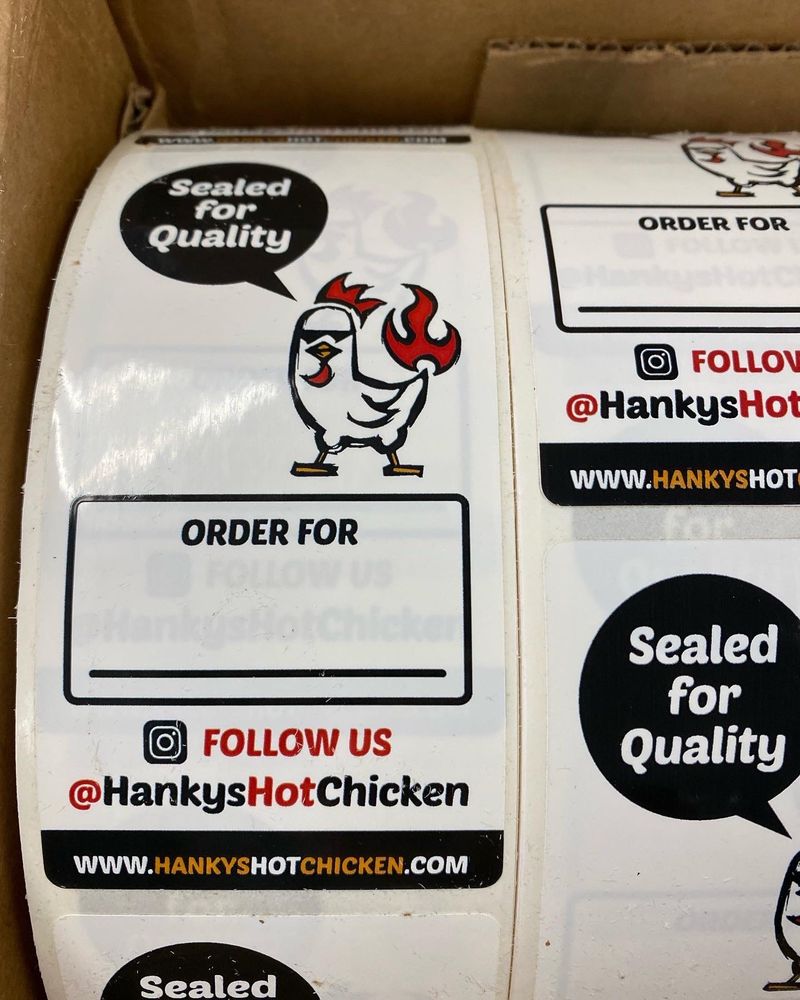 Sealed
for
Quality
ORDER FOR
FOLLOW US
@HankysHotChicken
WWW.HANKYSHOTCHICKEN.COM
Sealed
ORDER FOR
FOLLOW
@HankysHot
WWW.HANKYSHOT
Sealed
for
Quality